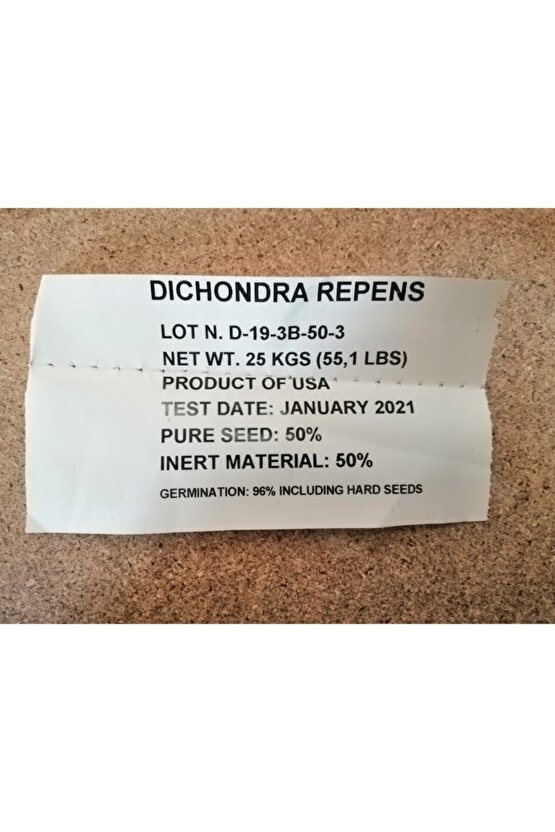 DICHONDRA REPENS
LOT N. D-19-3B-50-3
NET WT. 25 KGS (55,1 LBS)
PRODUCT OF USA
TEST DATE: JANUARY 2021
PURE SEED: 50%
INERT MATERIAL: 50%
GERMINATION: 96% INCLUDING HARD SEEDS